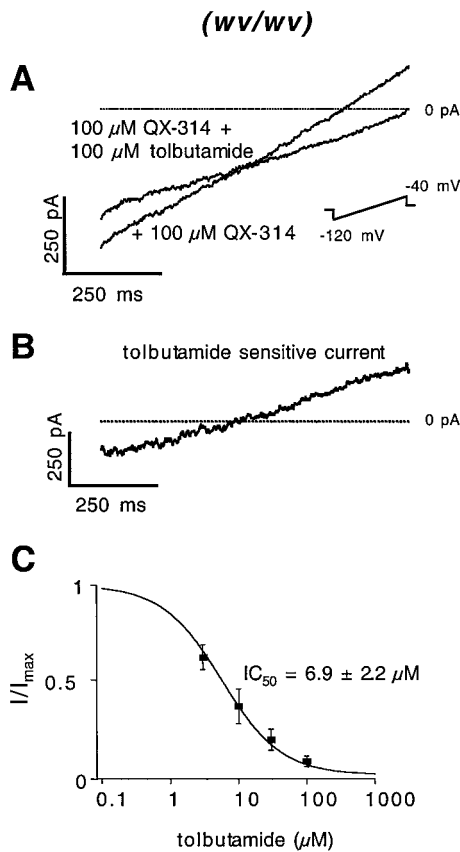 (wv/wv)
A
0 pA
100 µM QX-314 +
100 µM tolbutamide
-40 mV
+ 100 µM QX-314
-120 mV
250 pA
250 ms
B
tolbutamide sensitive current
0 pA
250 pA
250 ms
C
1
0.5
0
I/Imax
IC50 = 6.9 ± 2.2 µM
0.1 1 10 100 1000
tolbutamide (µM)